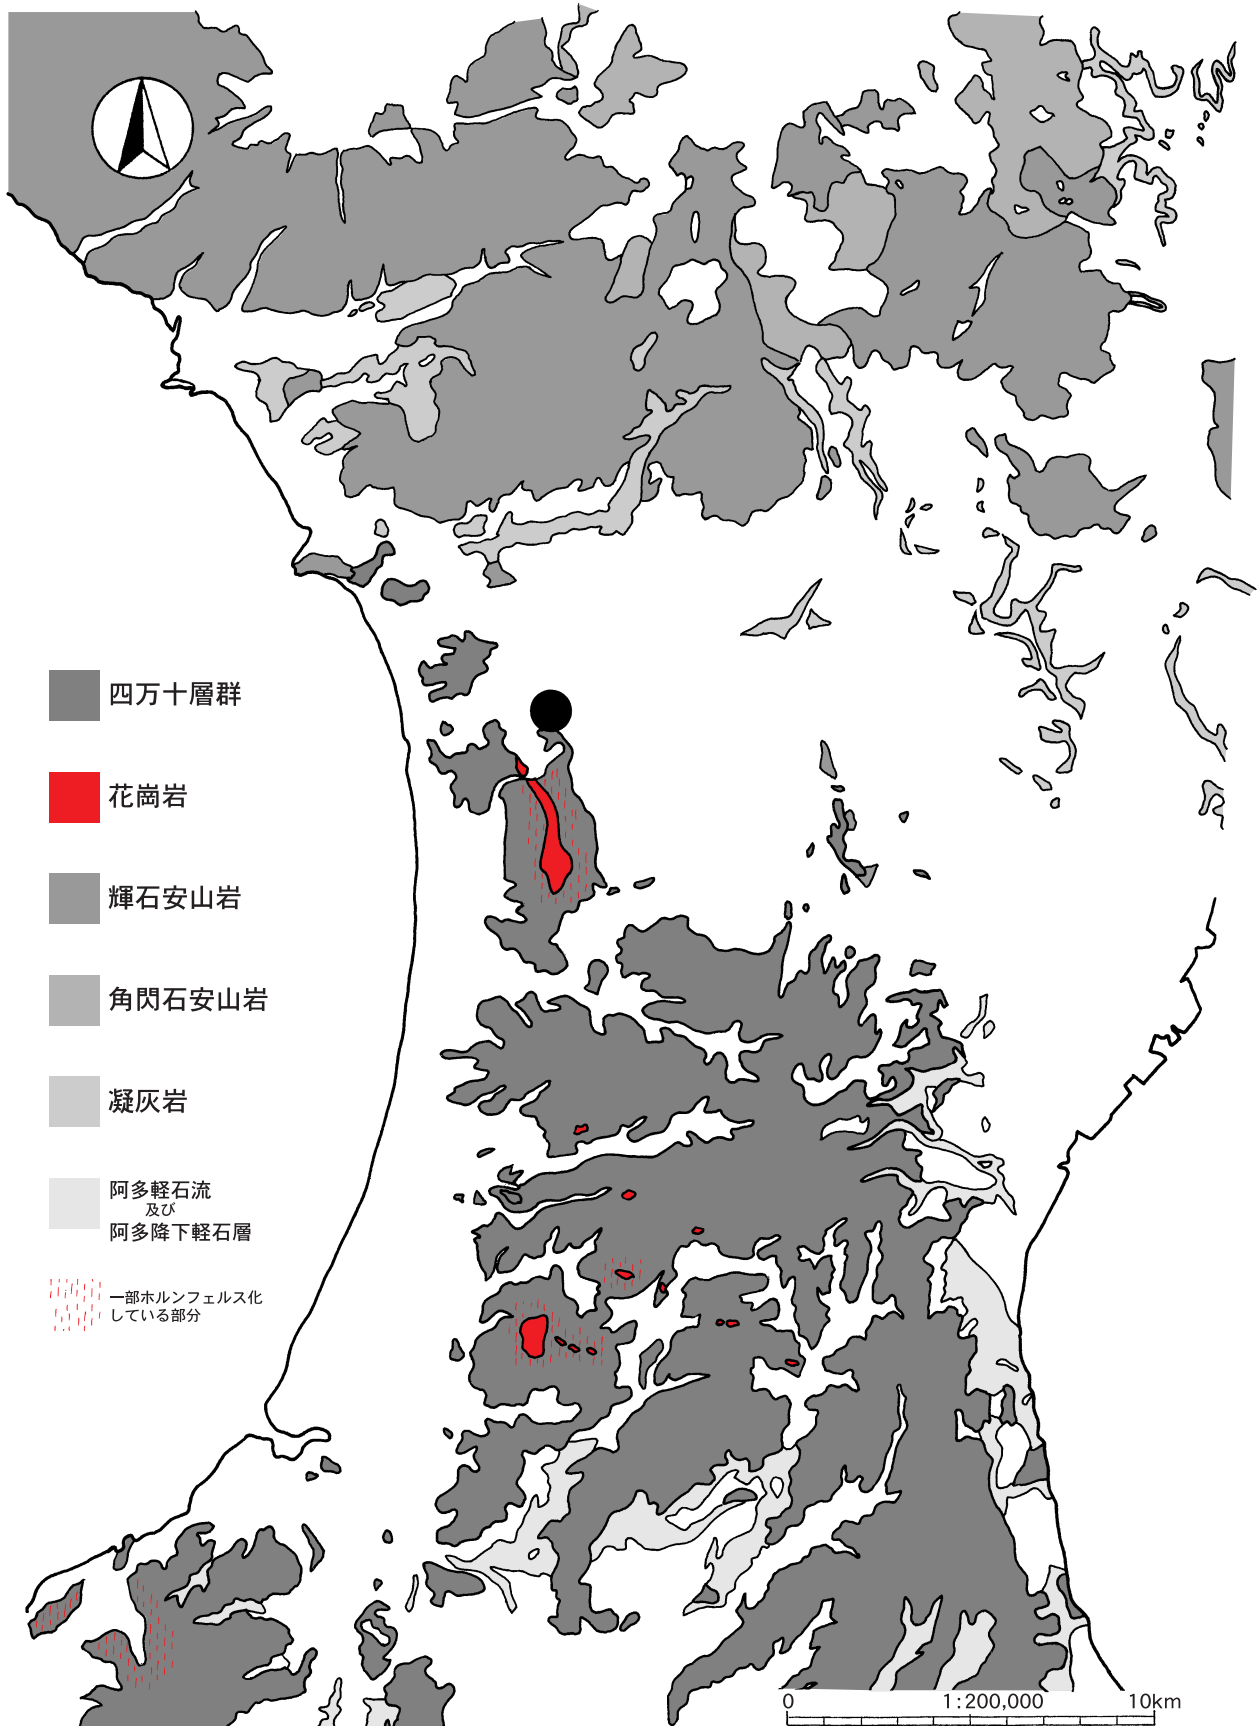 四万十層群
花崗岩
輝石安山岩
角閃石安山岩
凝灰岩
阿多軽石流
及び
阿多降下軽石層
一部ホルンフェルス化
している部分
0 1:200,000 10km